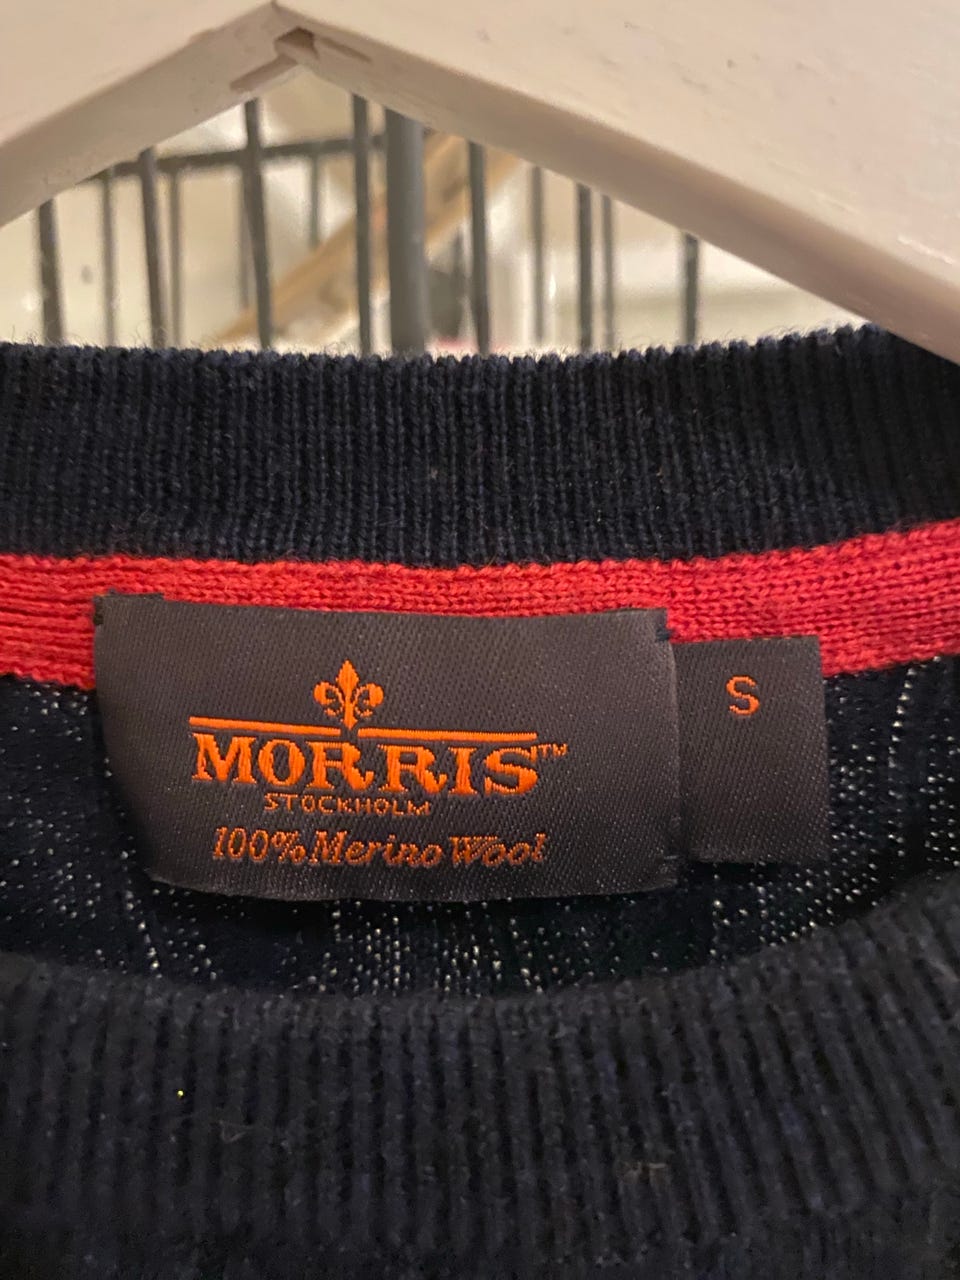 MORRIS™
STOCKHOLM
100% Merino Wool
S